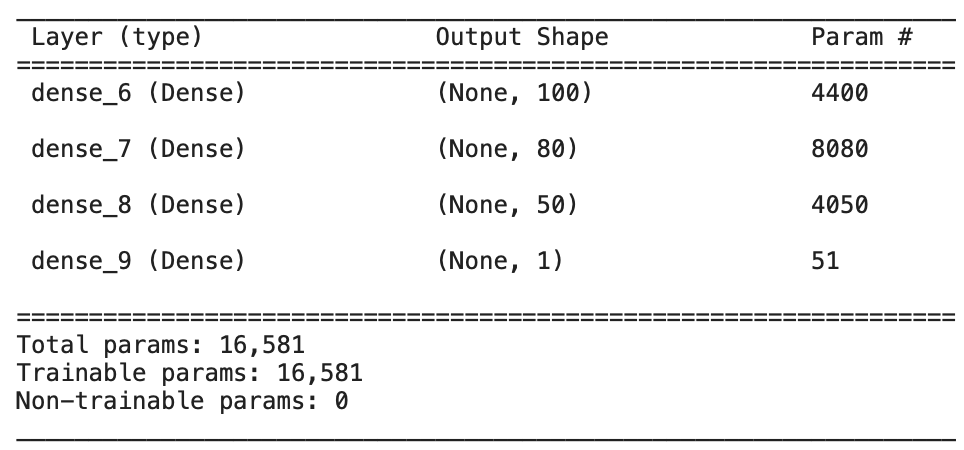 Layer (type) Output Shape Param #
dense_6 (Dense) (None, 100) 4400
dense_7 (Dense) (None, 80) 8080
dense_8 (Dense) (None, 50) 4050
dense_9 (Dense) (None, 1) 51
Total params: 16,581
Trainable params: 16,581
Non-trainable params: 0